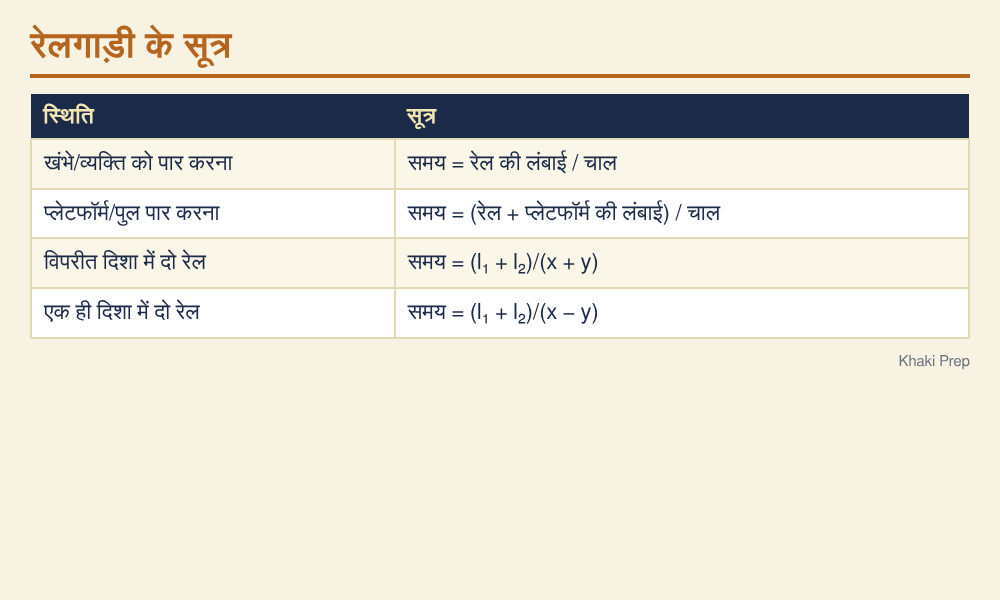 रेलगाड़ी के सूत्र
स्थिति सूत्र
खंभे/व्यक्ति को पार करना समय = रेल की लंबाई / चाल
प्लेटफॉर्म/पुल पार करना समय = (रेल + प्लेटफॉर्म की लंबाई) / चाल
विपरीत दिशा में दो रेल समय = (l₁ + l₂)/(x + y)
एक ही दिशा में दो रेल समय = (l₁ + l₂)/(x − y)
Khaki Prep